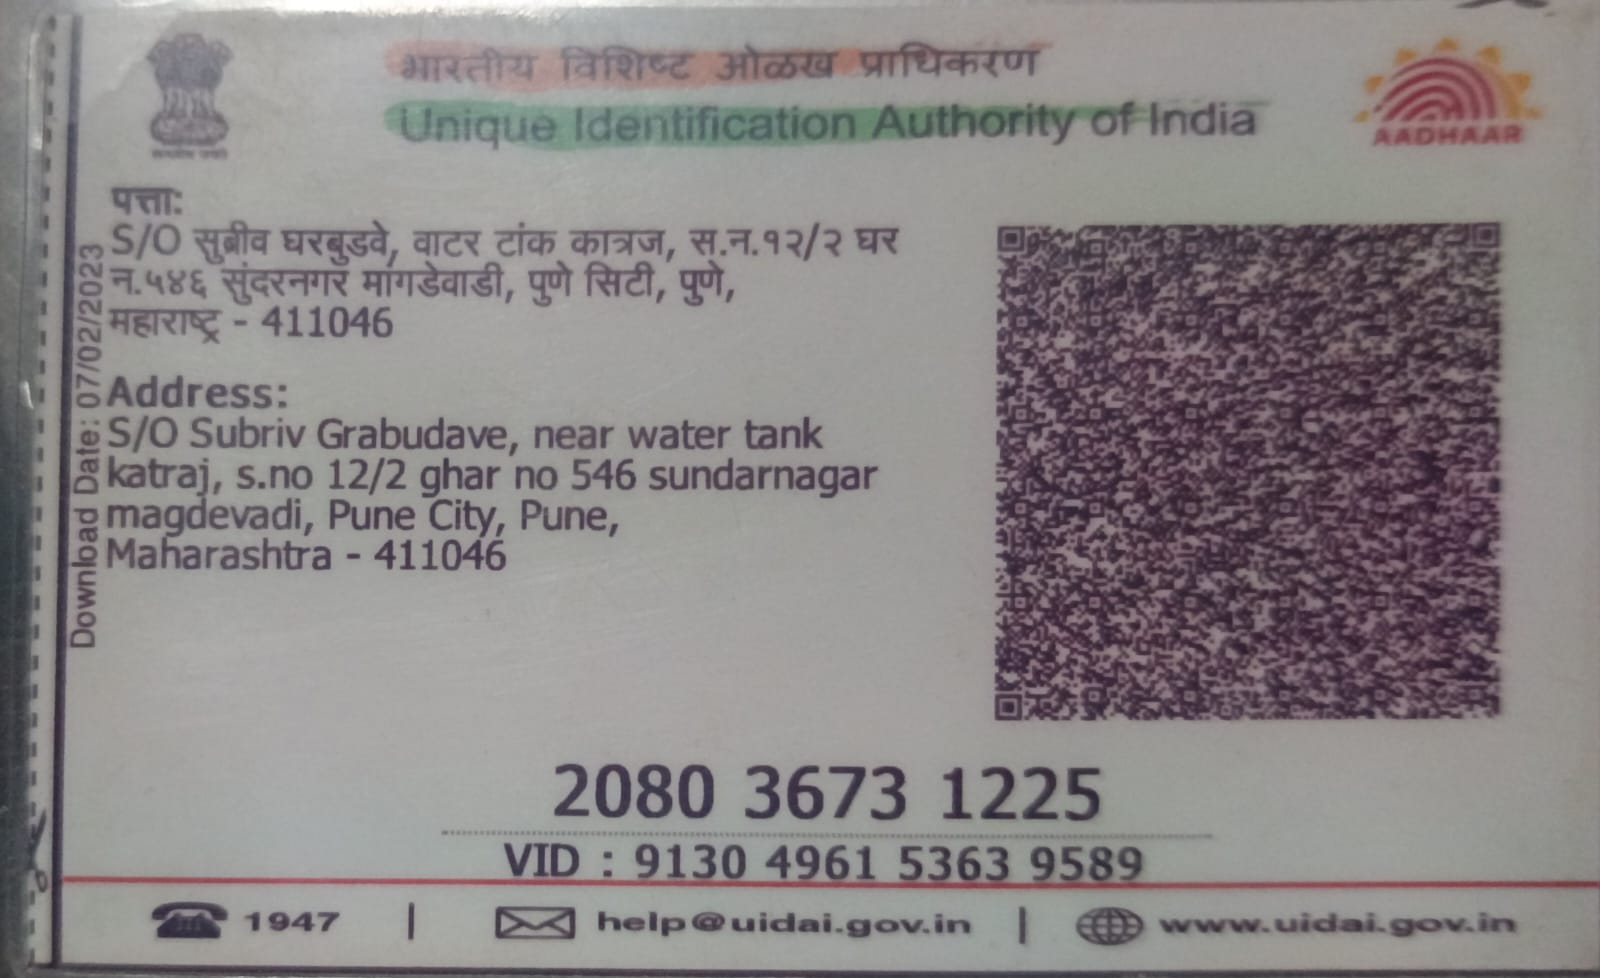 भारतीय विशिष्ट ओळख प्राधिकरण
Unique Identification Authority of India
AADHAAR
पत्ता:
S/O सुब्रीव घरबुडवे, वाटर टांक कात्रज, स.न.१२/२ घर
न.५४६ सुंदरनगर मांगडेवाडी, पुणे सिटी, पुणे,
महाराष्ट्र - 411046
Address:
S/O Subriv Grabudave, near water tank
katraj, s.no 12/2 ghar no 546 sundarnagar
magdevadi, Pune City, Pune,
Maharashtra - 411046
Download Date: 07/02/2023
2080 3673 1225
VID : 9130 4961 5363 9589
1947 | help@uidai.gov.in | www.uidai.gov.in